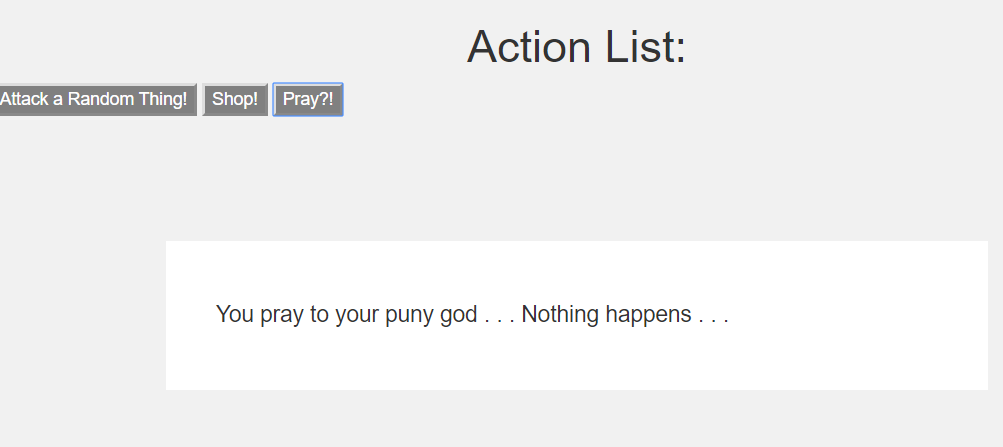 Action List:
Attack a Random Thing! Shop! Pray?!
You pray to your puny god . . . Nothing happens . . .